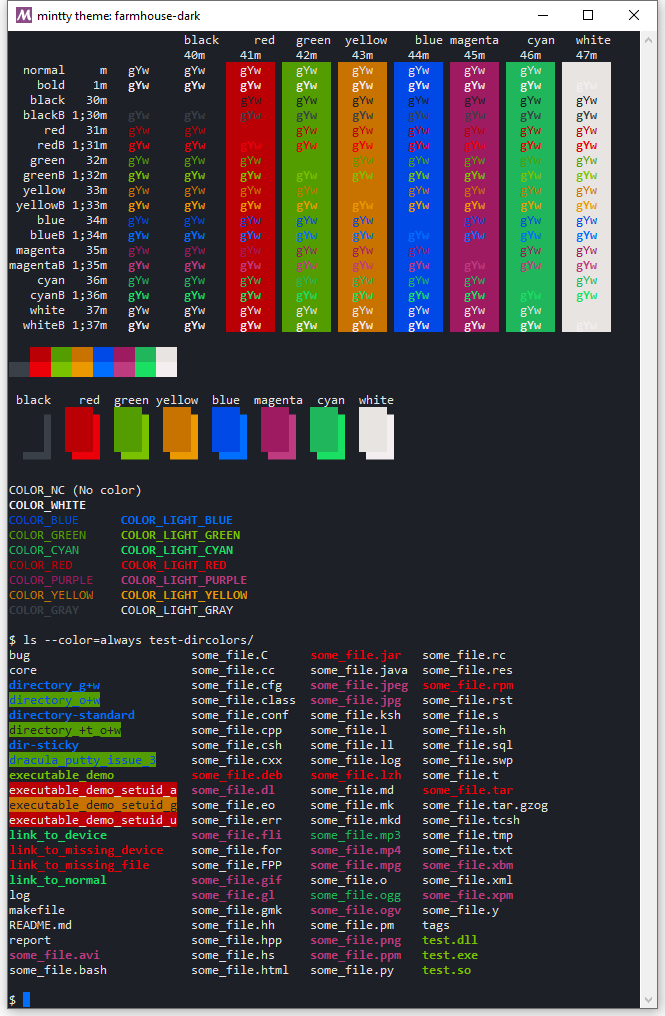 mintty theme: farmhouse-dark
black red green yellow blue magenta cyan white
40m 41m 42m 43m 44m 45m 46m 47m
normal m gYw gYw gYw gYw gYw gYw gYw gYw
bold 1m gYw gYw gYw gYw gYw gYw gYw gYw gYw
black 30m gYw gYw gYw gYw gYw gYw gYw
blackB 1;30m gYw gYw gYw gYw gYw gYw gYw gYw gYw
red 31m gYw gYw gYw gYw gYw gYw gYw gYw
redB 1;31m gYw gYw gYw gYw gYw gYw gYw gYw gYw
green 32m gYw gYw gYw gYw gYw gYw gYw gYw
greenB 1;32m gYw gYw gYw gYw gYw gYw gYw gYw gYw
yellow 33m gYw gYw gYw gYw gYw gYw gYw gYw
yellowB 1;33m gYw gYw gYw gYw gYw gYw gYw gYw gYw
blue 34m gYw gYw gYw gYw gYw gYw gYw gYw
blueB 1;34m gYw gYw gYw gYw gYw gYw gYw gYw gYw
magenta 35m gYw gYw gYw gYw gYw gYw gYw gYw
magentaB 1;35m gYw gYw gYw gYw gYw gYw gYw gYw gYw
cyan 36m gYw gYw gYw gYw gYw gYw gYw gYw
cyanB 1;36m gYw gYw gYw gYw gYw gYw gYw gYw gYw
white 37m gYw gYw gYw gYw gYw gYw gYw gYw
whiteB 1;37m gYw gYw gYw gYw gYw gYw gYw gYw gYw
black red green yellow blue magenta cyan white
COLOR_NC (No color)
COLOR_WHITE
COLOR_BLUE COLOR_LIGHT_BLUE
COLOR_GREEN COLOR_LIGHT_GREEN
COLOR_CYAN COLOR_LIGHT_CYAN
COLOR_RED COLOR_LIGHT_RED
COLOR_PURPLE COLOR_LIGHT_PURPLE
COLOR_YELLOW COLOR_LIGHT_YELLOW
COLOR_GRAY COLOR_LIGHT_GRAY
$ ls --color=always test-dircolors/
bug some_file.C some_file.jar some_file.rc
core some_file.cc some_file.java some_file.res
directory_g+w some_file.cfg some_file.jpeg some_file.rpm
directory_o+w some_file.class some_file.jpg some_file.rst
directory-standard some_file.conf some_file.ksh some_file.s
directory_+t_o+w some_file.cpp some_file.l some_file.sh
dir-sticky some_file.csh some_file.ll some_file.sql
dracula_putty_issue_3 some_file.cxx some_file.log some_file.swp
executable_demo some_file.deb some_file.lzh some_file.t
executable_demo_setuid_a some_file.dl some_file.md some_file.tar
executable_demo_setuid_g some_file.eo some_file.mk some_file.tar.gzog
executable_demo_setuid_u some_file.err some_file.mkd some_file.tcsh
link_to_device some_file.fli some_file.mp3 some_file.tmp
link_to_missing_device some_file.for some_file.mp4 some_file.txt
link_to_missing_file some_file.FPP some_file.mpg some_file.xbm
link_to_normal some_file.gif some_file.o some_file.xml
log some_file.gl some_file.ogg some_file.xpm
makefile some_file.gmk some_file.ogv some_file.y
README.md some_file.hh some_file.pm tags
report some_file.hpp some_file.png test.dll
some_file.avi some_file.hs some_file.ppm test.exe
some_file.bash some_file.html some_file.py test.so
$